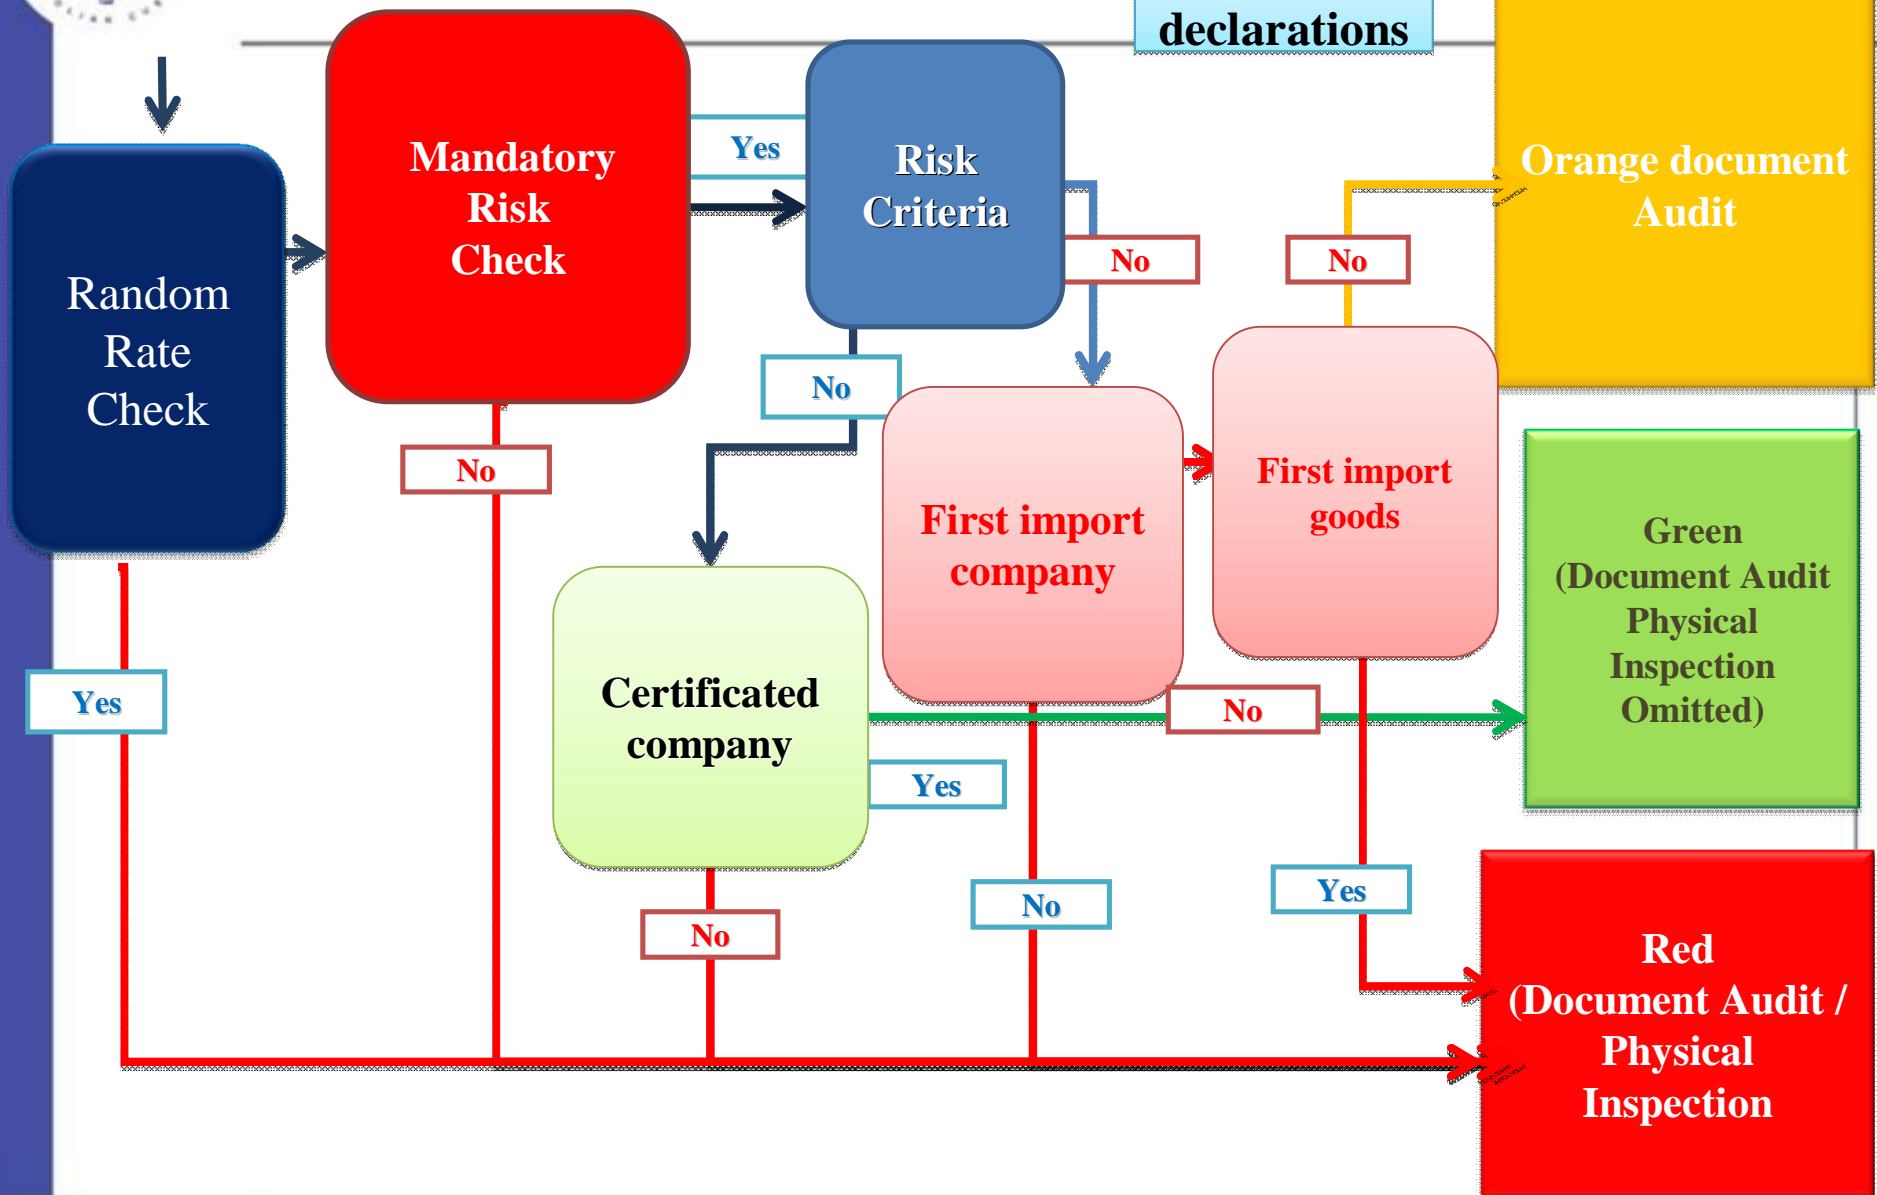 declarations
Mandatory
Risk
Check
Yes
Risk
Criteria
Orange document
Audit
No
No
Random
Rate
Check
No
No
First import
company
First import
goods
Green
(Document Audit
Physical
Inspection
Omitted)
Certificated
company
No
Yes
Yes
No
No
Yes
Red
(Document Audit /
Physical
Inspection